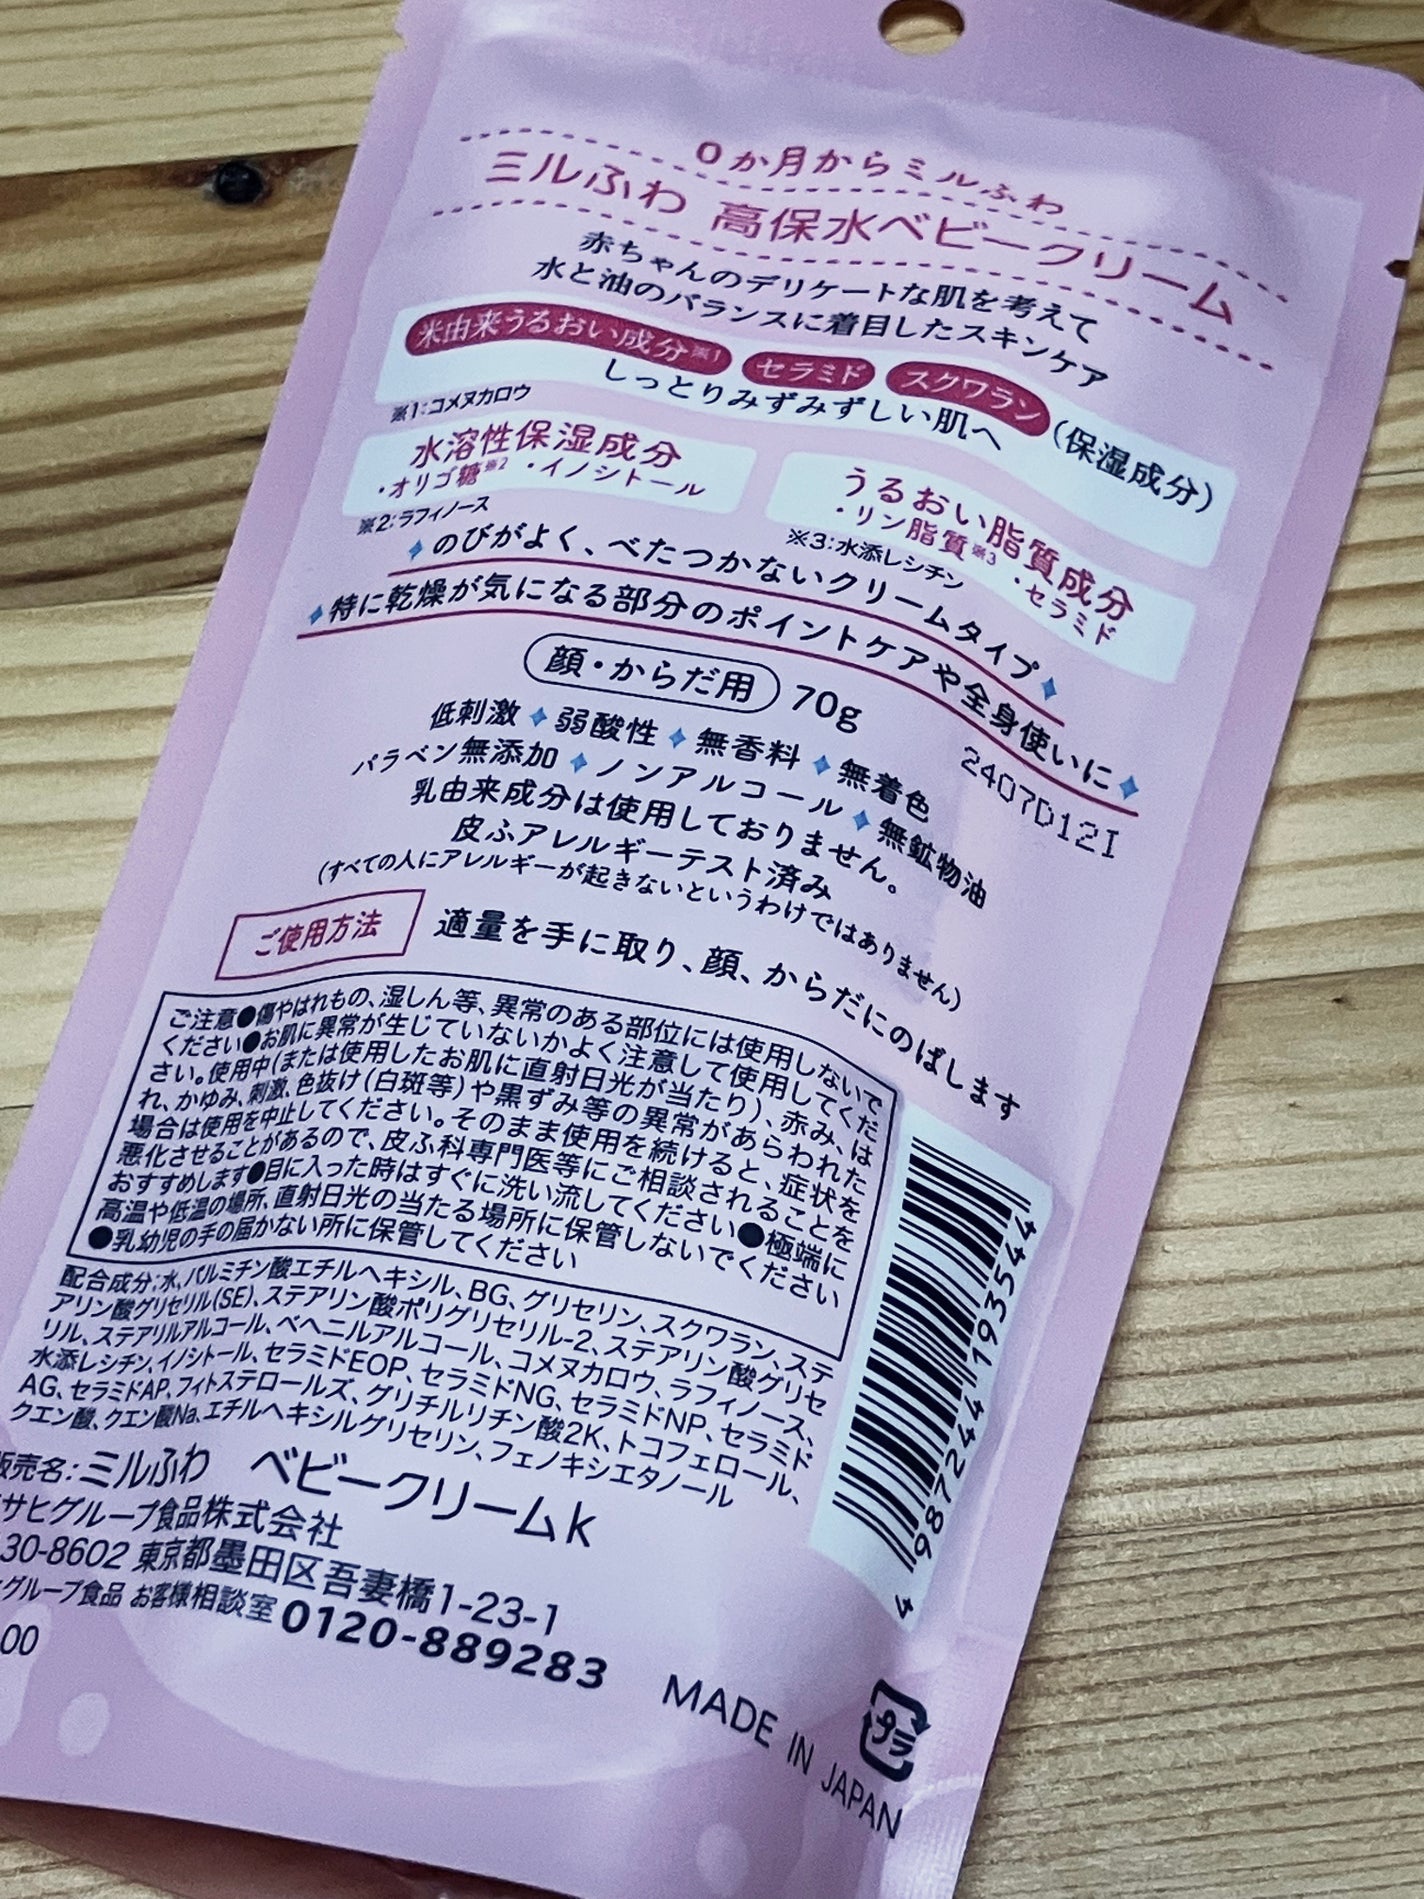 0か月からミルふわ
ミルふわ 高保水ベビークリーム
赤ちゃんのデリケートな肌を考えて
水と油のバランスに着目したスキンケア
米由来うるおい成分※1 セラミド スクワラン (保湿成分)
しっとりみずみずしい肌へ
※1:コメヌカロウ
水溶性保湿成分
・オリゴ糖※2 ・イノシトール
※2:ラフィノース
うるおい脂質成分
・リン脂質※3 ・セラミド
※3:水添レシチン
のびがよく、べたつかないクリームタイプ
特に乾燥が気になる部分のポイントケアや全身使いに
顔・からだ用 70g
2407D12I
低刺激 弱酸性 無香料 無着色
パラベン無添加 ノンアルコール 無鉱物油
乳由来成分は使用しておりません。
皮ふアレルギーテスト済み
(すべての人にアレルギーが起きないというわけではありません)
ご使用方法 適量を手に取り、顔、からだにのばします
ご注意●傷やはれもの、湿しん等、異常のある部位には使用しないで
ください●お肌に異常が生じていないかよく注意して使用してくだ
さい。使用中(または使用したお肌に直射日光が当たり)、赤み、は
れ、かゆみ、刺激、色抜け(白斑等)や黒ずみ等の異常があらわれた
場合は使用を中止してください。そのまま使用を続けると、症状を
悪化させることがあるので、皮ふ科専門医等にご相談されることを
おすすめします●目に入った時はすぐに洗い流してください●極端に
高温や低温の場所、直射日光の当たる場所に保管しないでください
●乳幼児の手の届かない所に保管してください
配合成分:水、パルミチン酸エチルヘキシル、BG、グリセリン、スクワラン、ステ
アリン酸グリセリル(SE)、ステアリン酸ポリグリセリル-2、ステアリン酸グリセ
リル、ステアリルアルコール、ベヘニルアルコール、コメヌカロウ、ラフィノース、
水添レシチン、イノシトール、セラミドEOP、セラミドNG、セラミドNP、セラミド
AG、セラミドAP、フィトステロールズ、グリチルリチン酸2K、トコフェロール、
クエン酸、クエン酸Na、エチルヘキシルグリセリン、フェノキシエタノール
販売名:ミルふわ ベビークリームk
サヒグループ食品株式会社
30-8602 東京都墨田区吾妻橋1-23-1
グループ食品 お客様相談室 0120-889283
00
4 987244 193544
MADE IN JAPAN
プラ